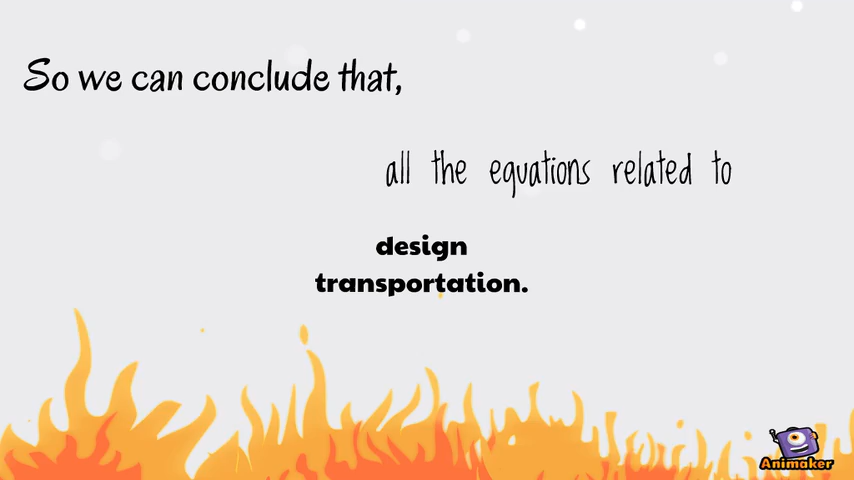 So we can conclude that,
all the equations related to
design
transportation.
Animaker